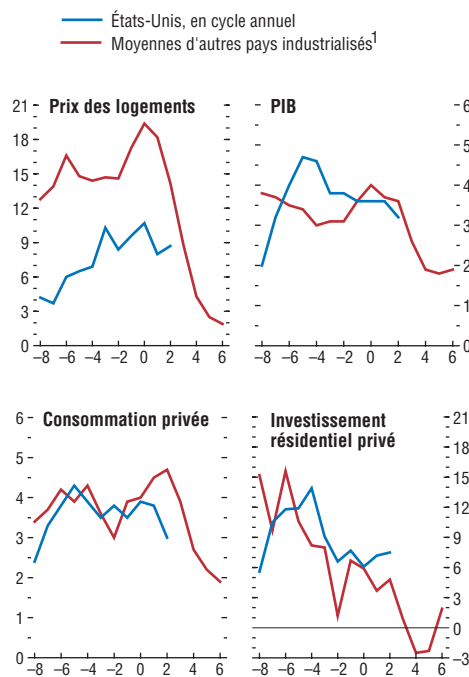 États-Unis, en cycle annuel
Moyennes d'autres pays industrialisés1
Prix des logements
21
18
15
12
9
6
3
0
–8 –6 –4 –2 0 2 4 6
PIB
6
5
4
3
2
1
0
–8 –6 –4 –2 0 2 4 6
Consommation privée
6
5
4
3
2
1
0
–8 –6 –4 –2 0 2 4 6
Investissement
résidentiel privé
21
18
15
12
9
6
3
0
–3
–8 –6 –4 –2 0 2 4 6